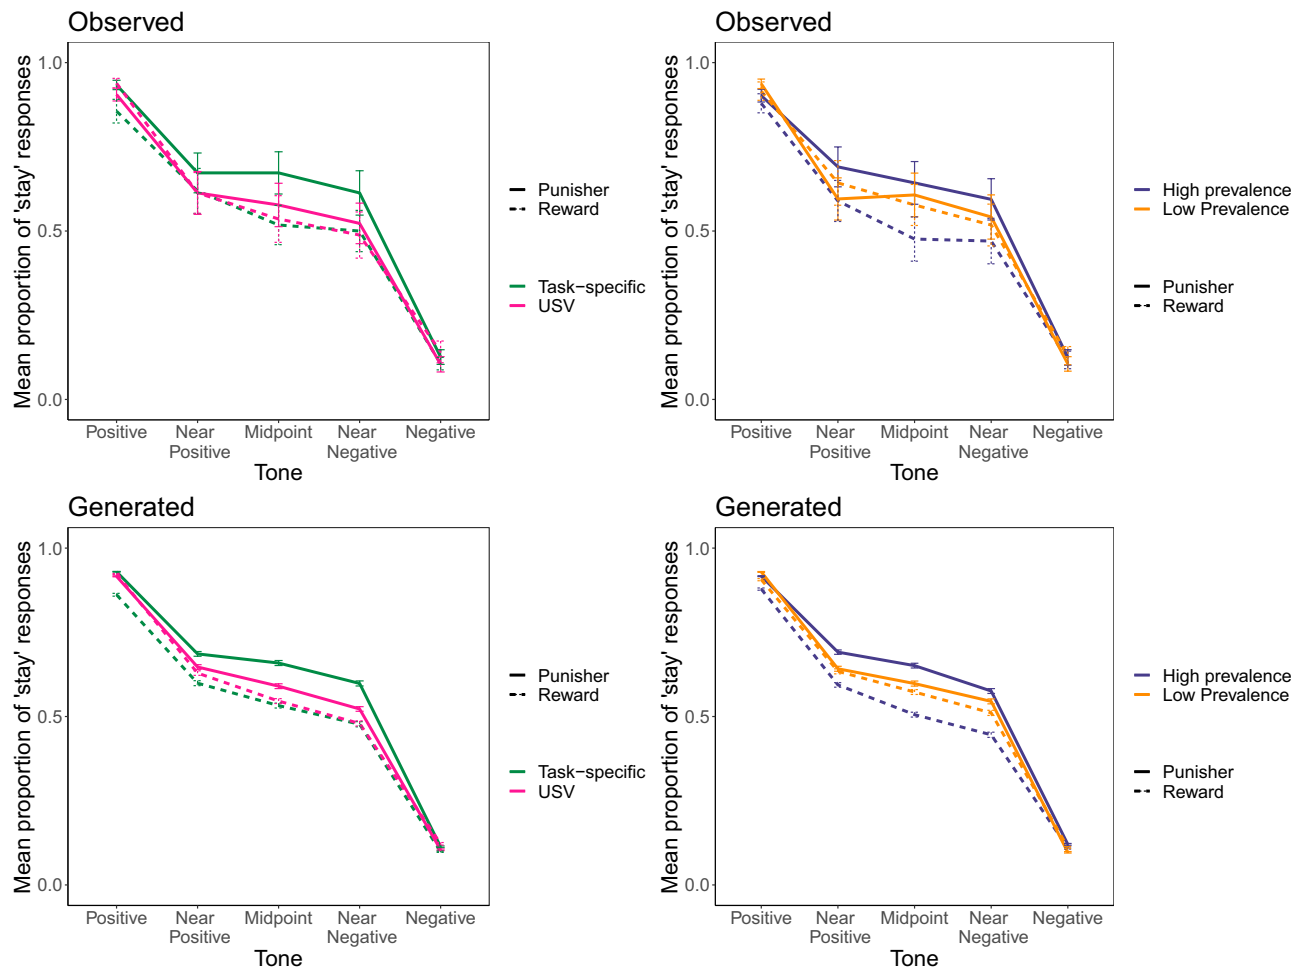 Observed
Mean proportion of 'stay' responses
1.0
0.5
0.0
Positive
Near
Positive
Midpoint
Near
Negative
Negative
Tone
Punisher
Reward
Task−specific
USV
Observed
Mean proportion of 'stay' responses
1.0
0.5
0.0
Positive
Near
Positive
Midpoint
Near
Negative
Negative
Tone
High prevalence
Low Prevalence
Punisher
Reward
Generated
Mean proportion of 'stay' responses
1.0
0.5
0.0
Positive
Near
Positive
Midpoint
Near
Negative
Negative
Tone
Punisher
Reward
Task−specific
USV
Generated
Mean proportion of 'stay' responses
1.0
0.5
0.0
Positive
Near
Positive
Midpoint
Near
Negative
Negative
Tone
High prevalence
Low Prevalence
Punisher
Reward